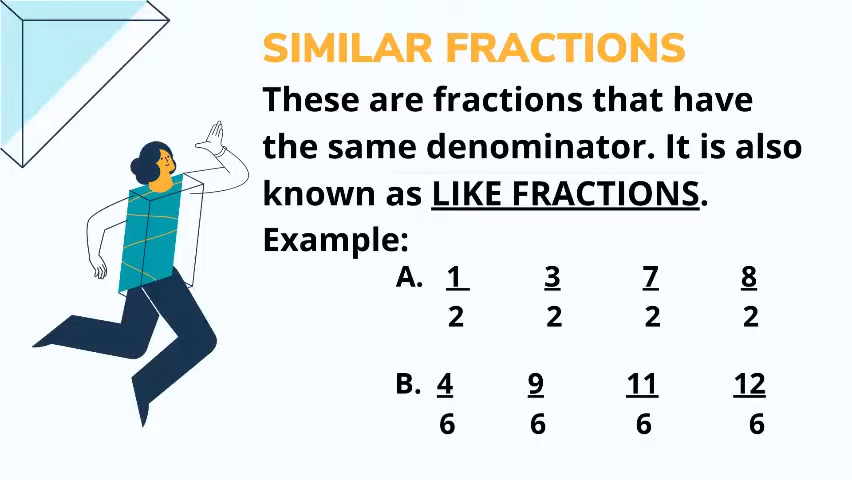 SIMILAR FRACTIONS
These are fractions that have
the same denominator. It is also
known as LIKE FRACTIONS.
Example:
A. 1 3 7 8
2 2 2 2
B. 4 9 11 12
6 6 6 6